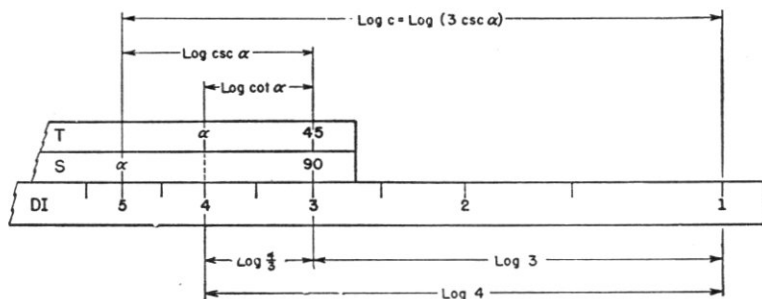 Log c = Log (3 csc α)
Log csc α
Log cot α
T α 45
S α 90
DI 5 4 3 2 1
Log 4/3 Log 3
Log 4